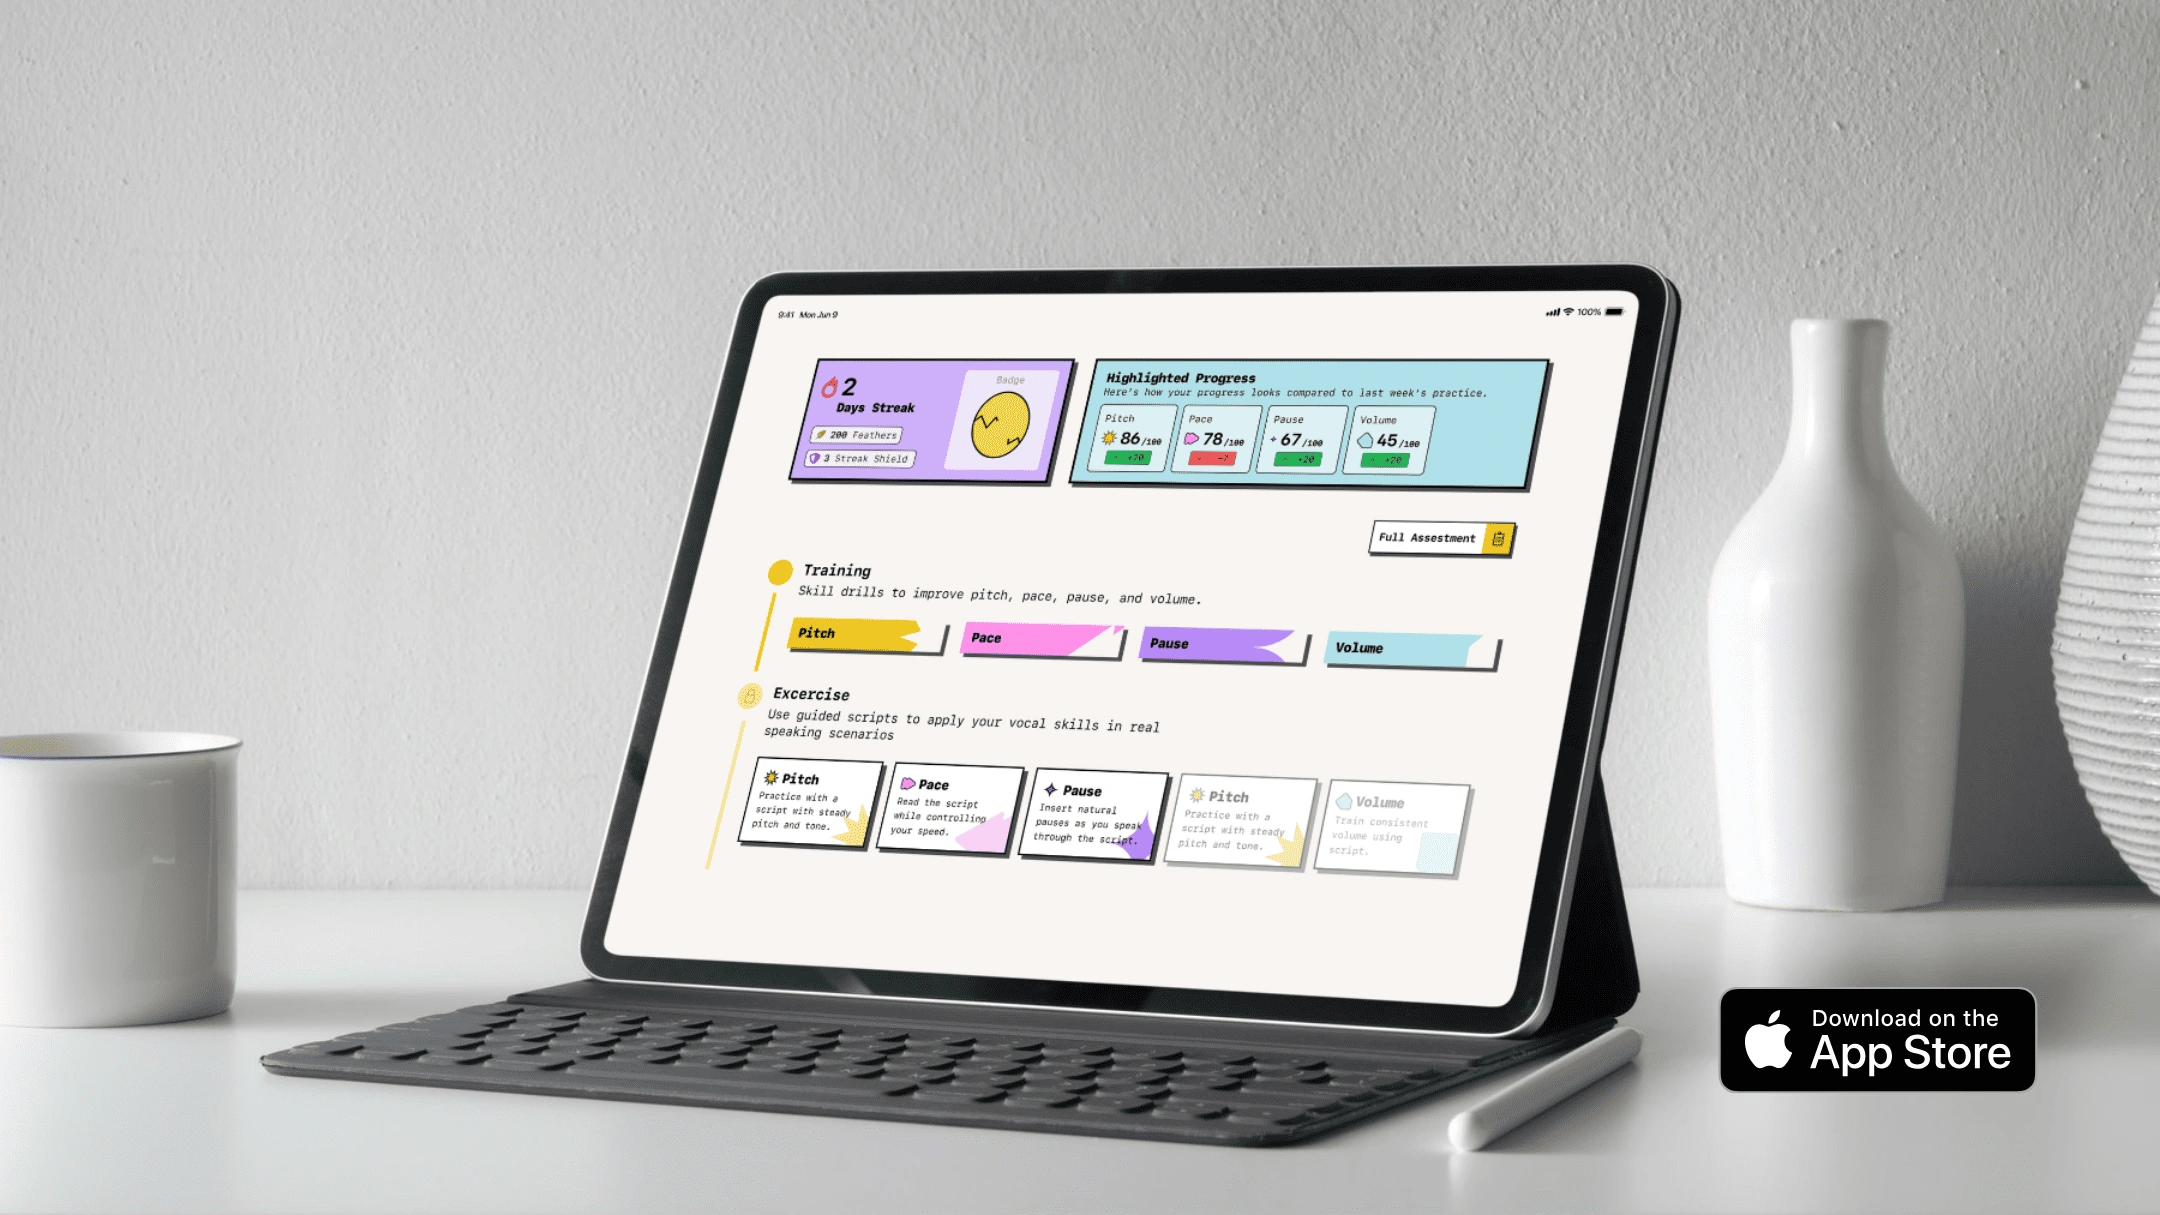 9:41 Mon Jun 9
100%
2
Days Streak
200 Feathers
3 Streak Shield
Badge
Highlighted Progress
Here's how your progress looks compared to last week's practice.
Pitch
86/100
+20
Pace
78/100
-7
Pause
67/100
+20
Volume
45/100
+20
Full Assestment
Training
Skill drills to improve pitch, pace, pause, and volume.
Pitch
Pace
Pause
Volume
Excercise
Use guided scripts to apply your vocal skills in real
speaking scenarios
Pitch
Practice with a
script with steady
pitch and tone.
Pace
Read the script
while controlling
your speed.
Pause
Insert natural
pauses as you speak
through the script.
Pitch
Practice with a
script with steady
pitch and tone.
Volume
Train consistent
volume using
script.
Download on the
App Store